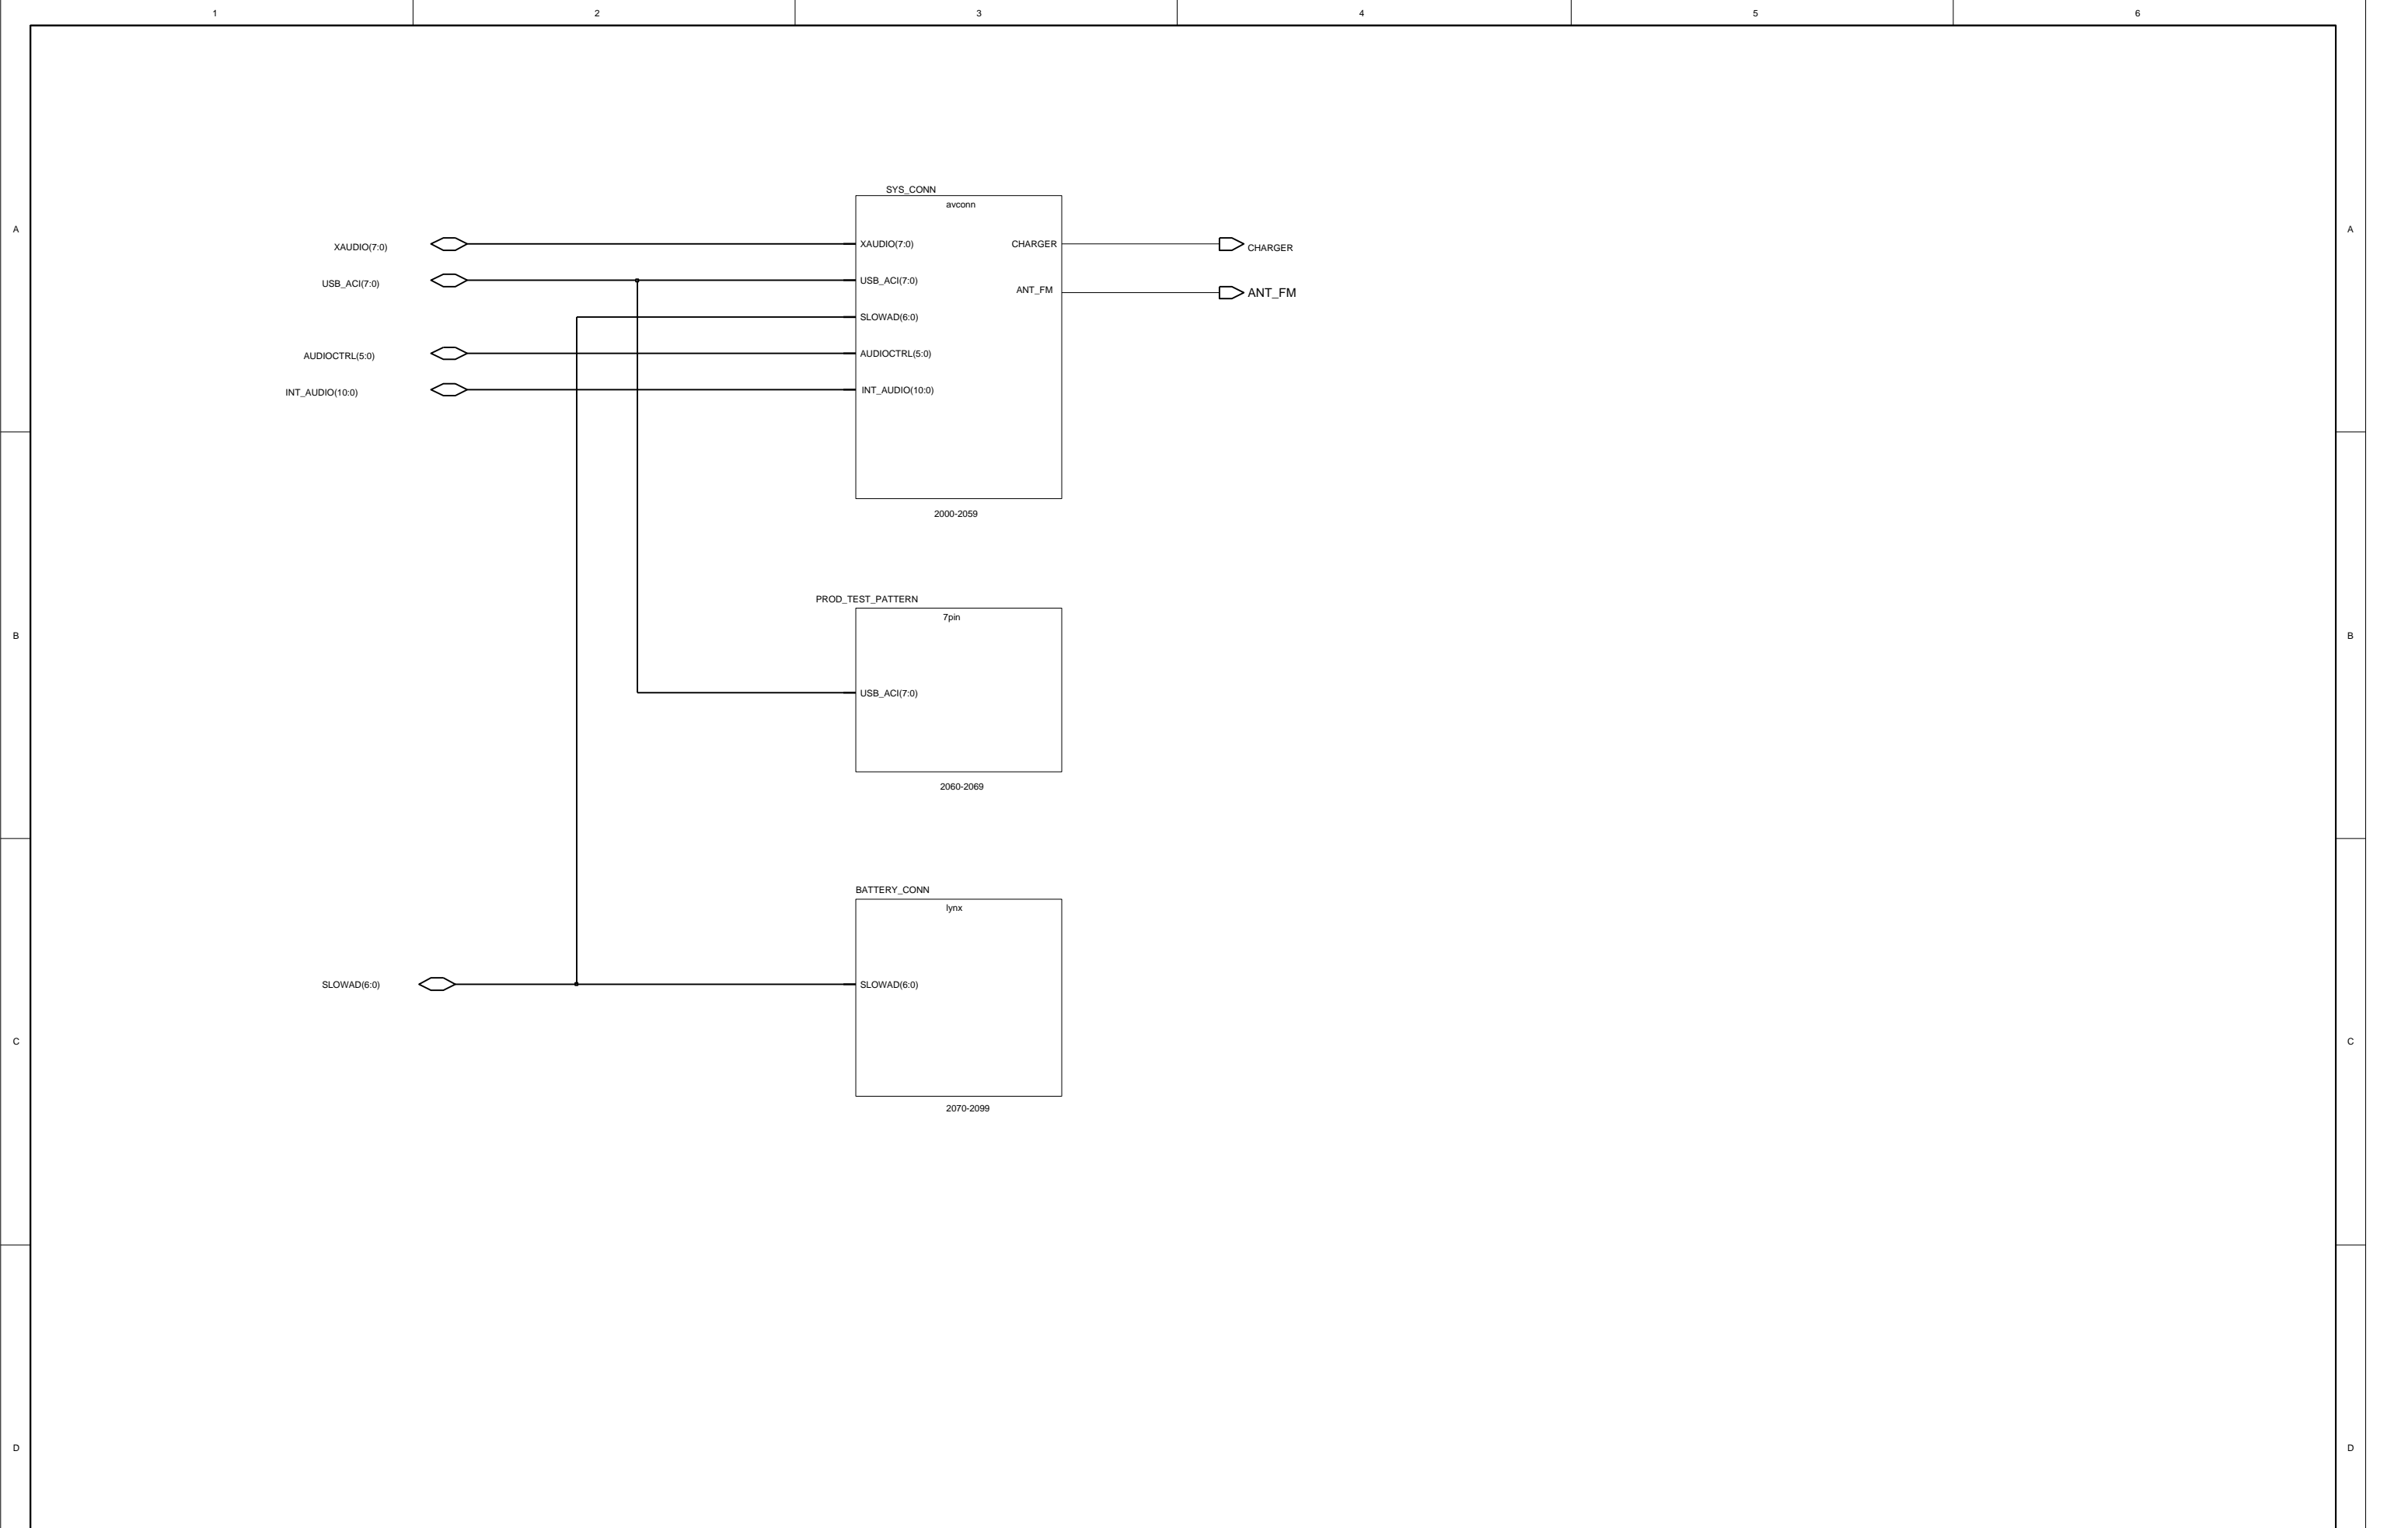 1 2 3 4 5 6
SYS_CONN
avconn
A A
XAUDIO(7:0) XAUDIO(7:0) CHARGER CHARGER
USB_ACI(7:0) USB_ACI(7:0) ANT_FM ANT_FM
SLOWAD(6:0)
AUDIOCTRL(5:0) AUDIOCTRL(5:0)
INT_AUDIO(10:0) INT_AUDIO(10:0)
2000-2059
PROD_TEST_PATTERN
7pin
B B
USB_ACI(7:0)
2060-2069
BATTERY_CONN
lynx
SLOWAD(6:0) SLOWAD(6:0)
C C
2070-2099
D D